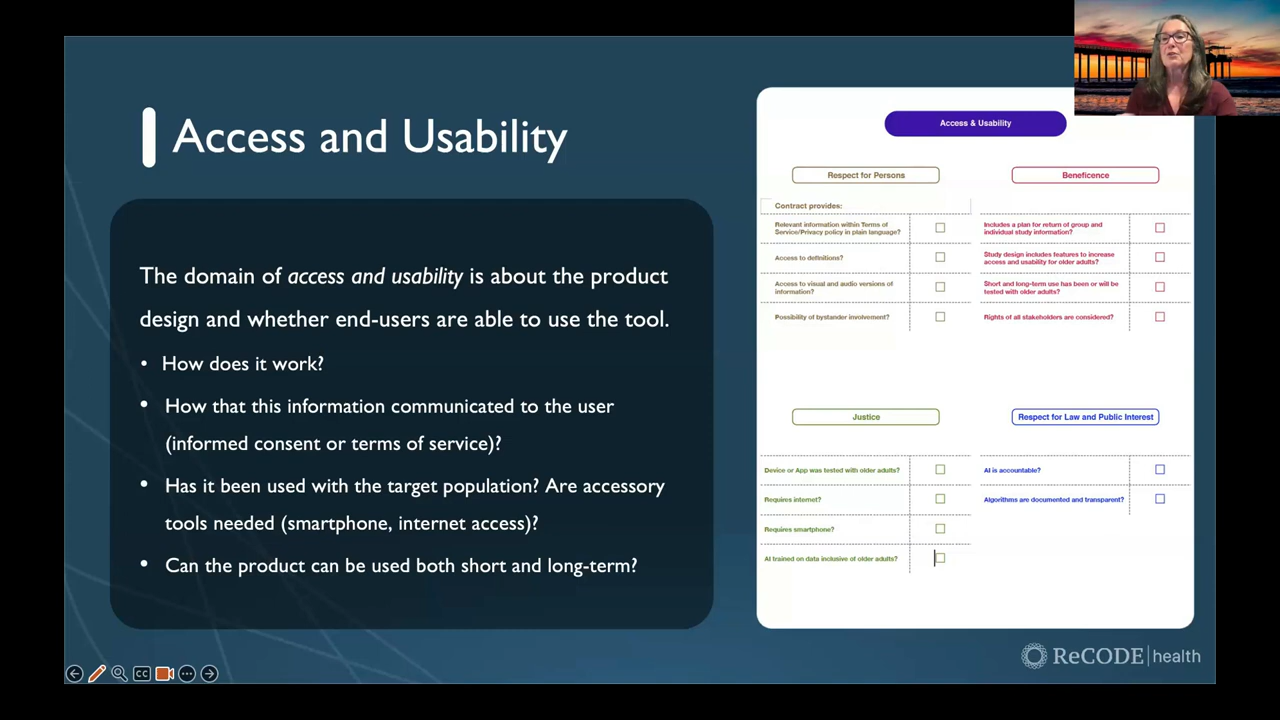 Access and Usability
The domain of access and usability is about the product
design and whether end-users are able to use the tool.
• How does it work?
• How that this information communicated to the user
(informed consent or terms of service)?
• Has it been used with the target population? Are accessory
tools needed (smartphone, internet access)?
• Can the product can be used both short and long-term?
Access & Usability
Respect for Persons
Contract provides:
Relevant information within Terms of
Service/Privacy policy in plain language?
Access to definitions?
Access to visual and audio versions of
information?
Possibility of bystander involvement?
Beneficence
Includes a plan for return of group and
individual study information?
Study design includes features to increase
access and usability for older adults?
Short and long-term use has been or will be
tested with older adults?
Rights of all stakeholders are considered?
Justice
Device or App was tested with older adults?
Requires internet?
Requires smartphone?
AI trained on data inclusive of older adults?
Respect for Law and Public Interest
AI is accountable?
Algorithms are documented and transparent?
CC
ReCODE health